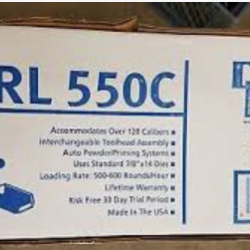 RL 550C
Accommodates Over 120 Calibers
Interchangeable Toolhead Assembly
Auto Powder/Priming Systems
Uses Standard 7/8"x14 Dies
Loading Rate: 500-600 Rounds/Hour
Lifetime Warranty
Risk Free 30 Day Trial Period
Made In The USA